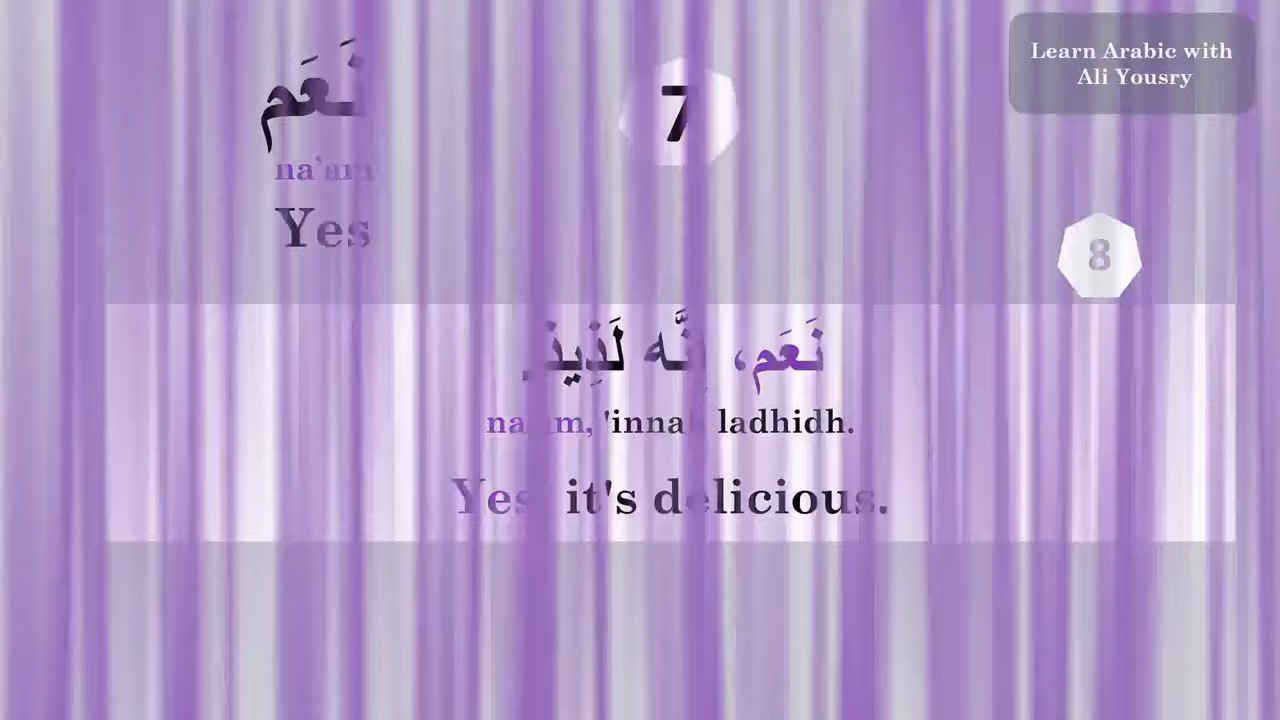 نَعَم
7
Learn Arabic with
Ali Yousry
na'am
Yes
8
نَعَم، إِنَّه لَذِيذ
na'am, 'innah ladhidh.
Yes, it's delicious.